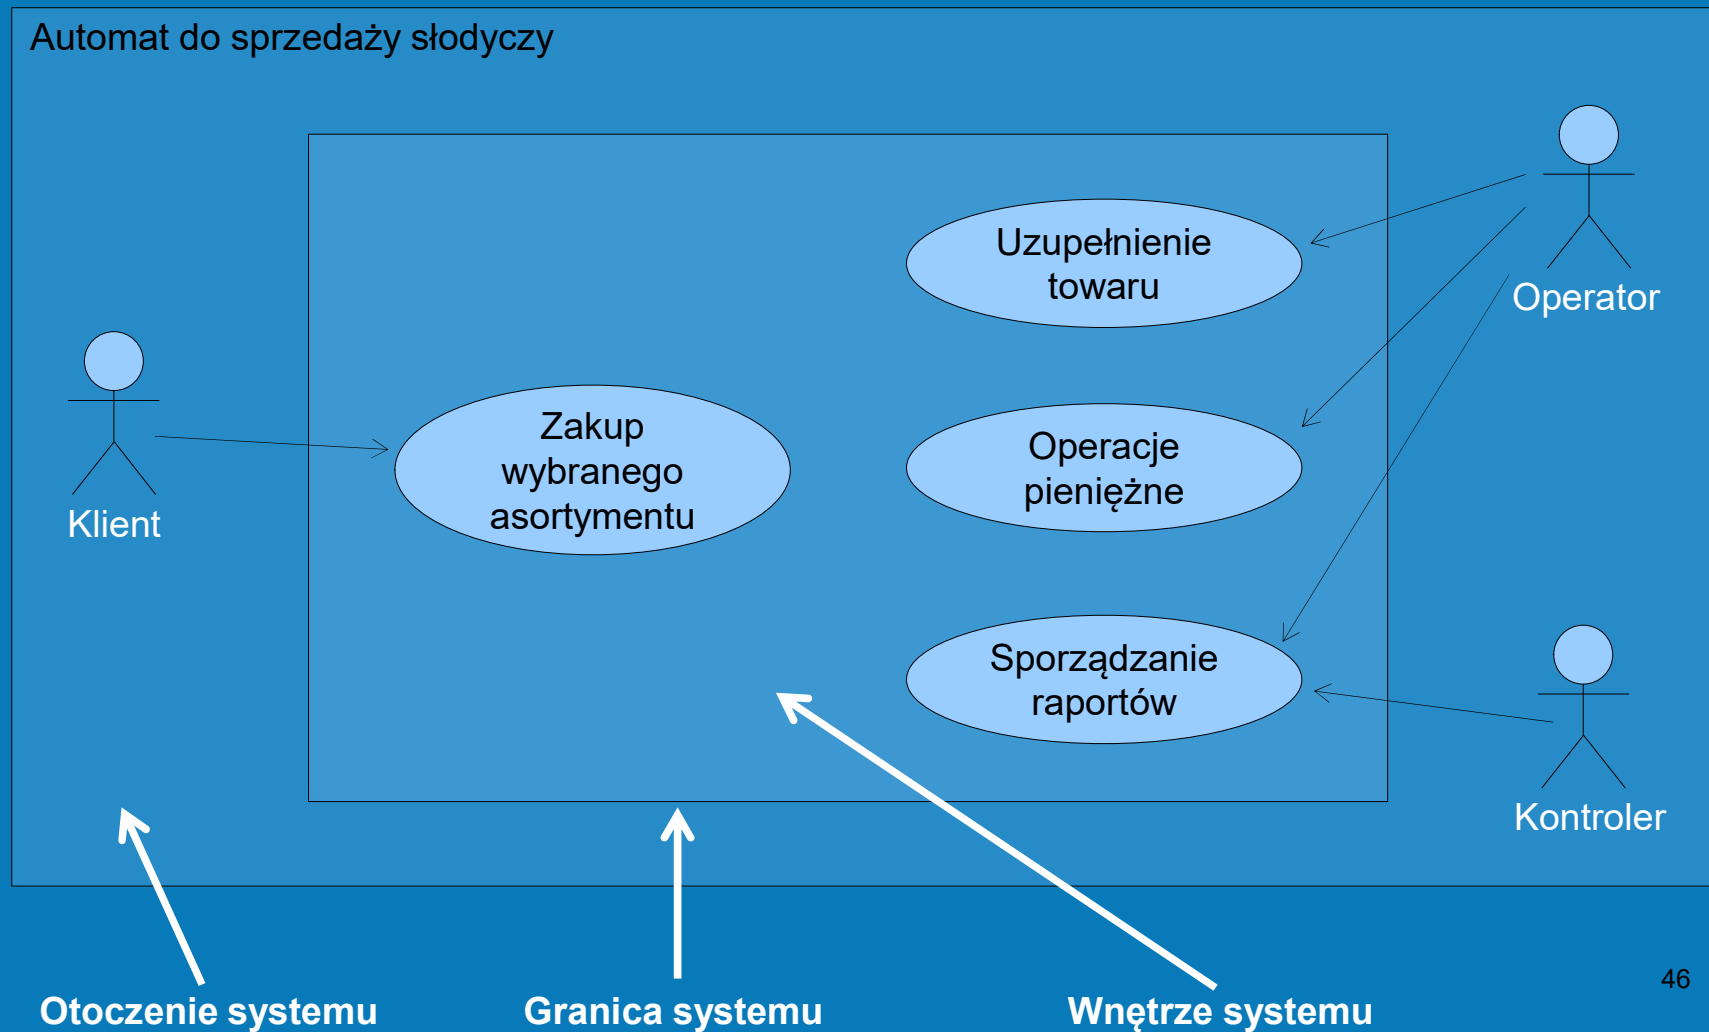 Automat do sprzedaży słodyczy
Uzupełnienie
towaru
Operator
Zakup
wybranego
asortymentu
Klient
Operacje
pieniężne
Sporządzanie
raportów
Kontroler
46
Otoczenie systemu
Granica systemu
Wnętrze systemu